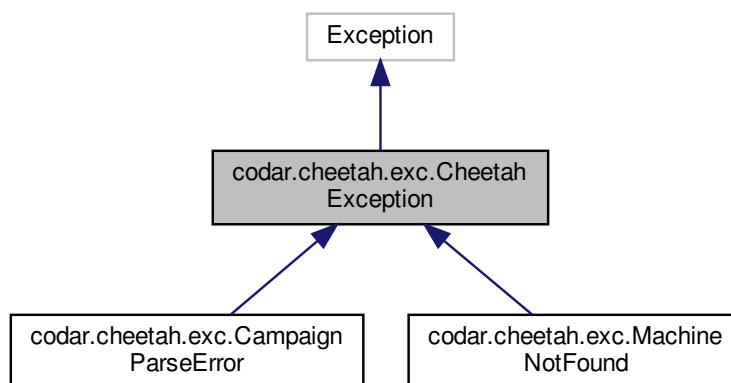 Exception
codar.cheetah.exc.Cheetah
Exception
codar.cheetah.exc.Campaign
ParseError
codar.cheetah.exc.Machine
NotFound